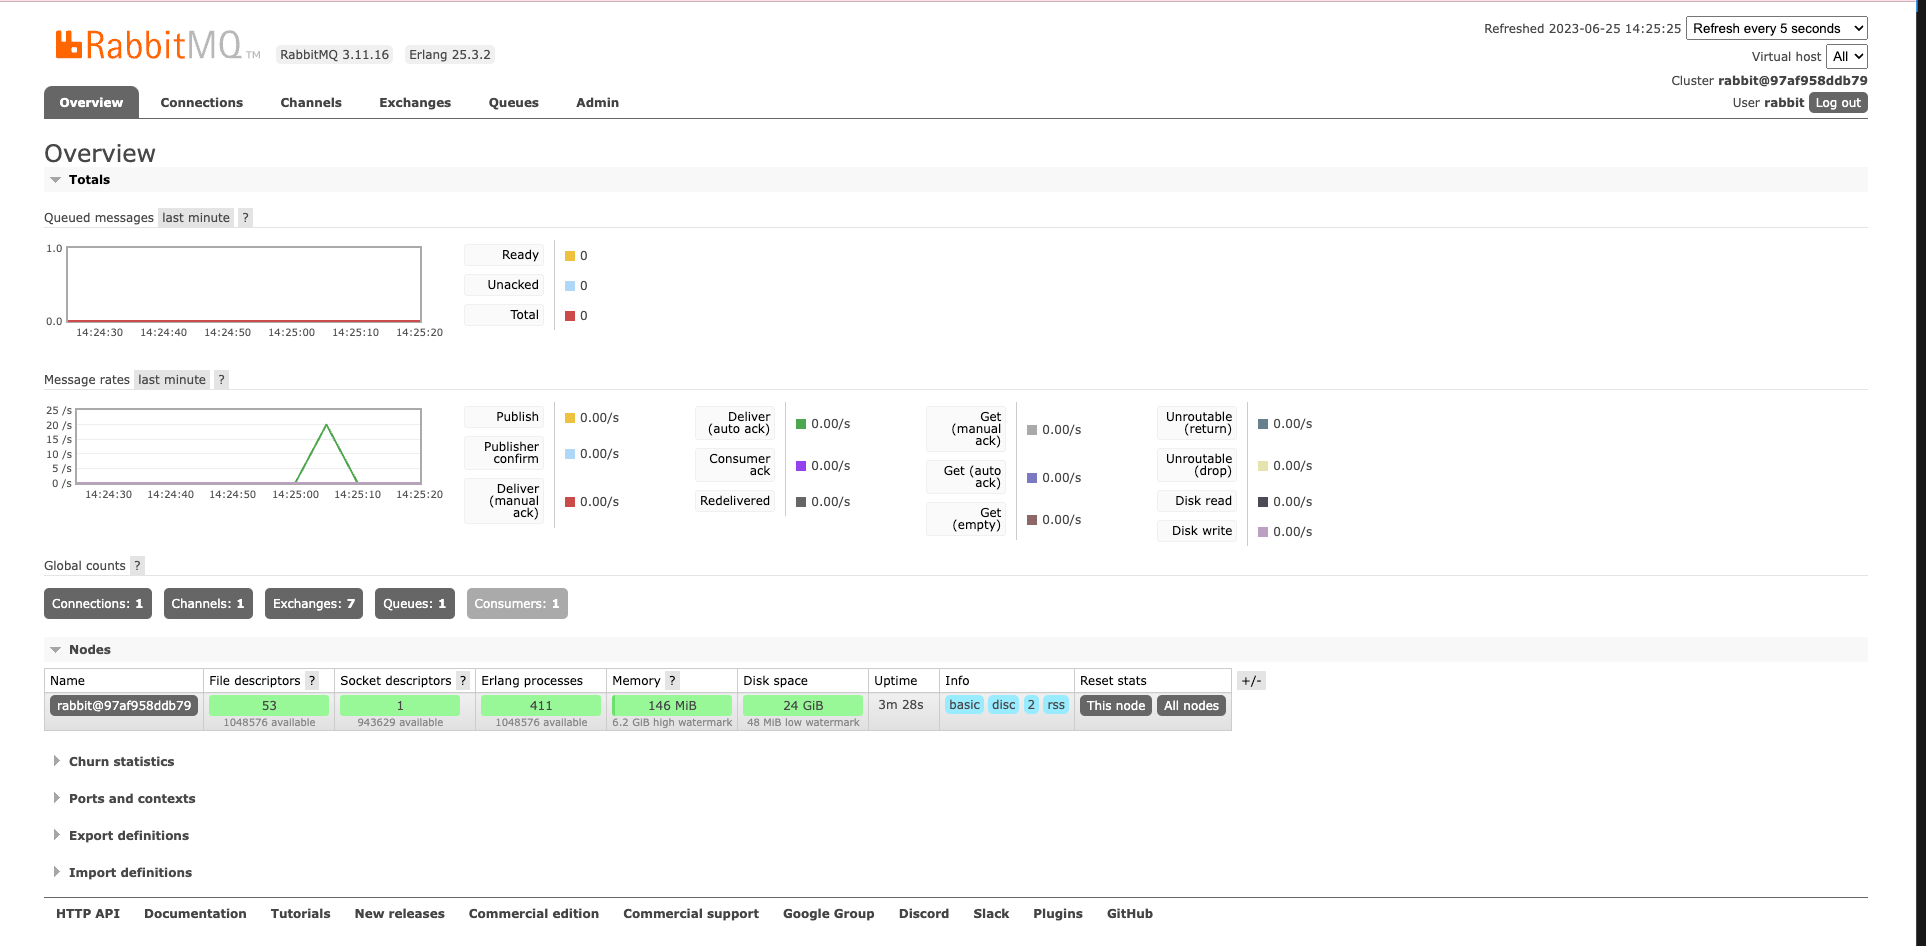 Refreshed 2023-06-25 14:25:25 Refresh every 5 seconds
RabbitMQ TM RabbitMQ 3.11.16 Erlang 25.3.2
Virtual host All
Cluster rabbit@97af958ddb79
User rabbit Log out
Overview Connections Channels Exchanges Queues Admin
Overview
Totals
Queued messages last minute ?
1.0
0.0
14:24:30 14:24:40 14:24:50 14:25:00 14:25:10 14:25:20
Ready 0
Unacked 0
Total 0
Message rates last minute ?
25 /s
20 /s
15 /s
10 /s
5 /s
0 /s
14:24:30 14:24:40 14:24:50 14:25:00 14:25:10 14:25:20
Publish 0.00/s
Publisher
confirm 0.00/s
Deliver
(manual
ack) 0.00/s
Deliver
(auto ack) 0.00/s
Consumer
ack 0.00/s
Redelivered 0.00/s
Get
(manual
ack) 0.00/s
Get (auto
ack) 0.00/s
Get
(empty) 0.00/s
Unroutable
(return) 0.00/s
Unroutable
(drop) 0.00/s
Disk read 0.00/s
Disk write 0.00/s
Global counts ?
Connections: 1 Channels: 1 Exchanges: 7 Queues: 1 Consumers: 1
Nodes
Name File descriptors ? Socket descriptors ? Erlang processes Memory ? Disk space Uptime Info Reset stats +/-
rabbit@97af958ddb79 53 1 411 146 MiB 24 GiB 3m 28s basic disc 2 rss This node All nodes
1048576 available 943629 available 1048576 available 6.2 GiB high watermark 48 MiB low watermark
Churn statistics
Ports and contexts
Export definitions
Import definitions
HTTP API Documentation Tutorials New releases Commercial edition Commercial support Google Group Discord Slack Plugins GitHub